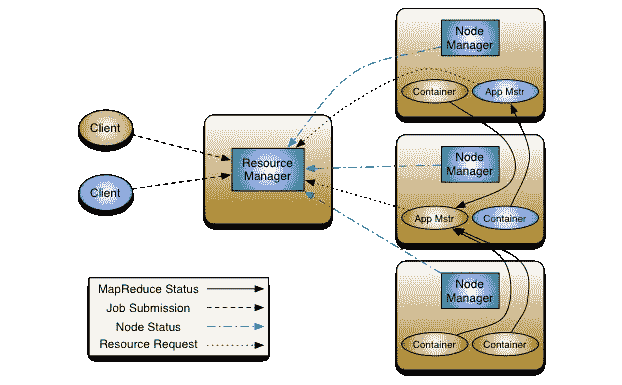 Client
Client
Resource
Manager
Node
Manager
Container
App Mstr
Node
Manager
App Mstr
Container
Node
Manager
Container
Container
MapReduce Status
Job Submission
Node Status
Resource Request